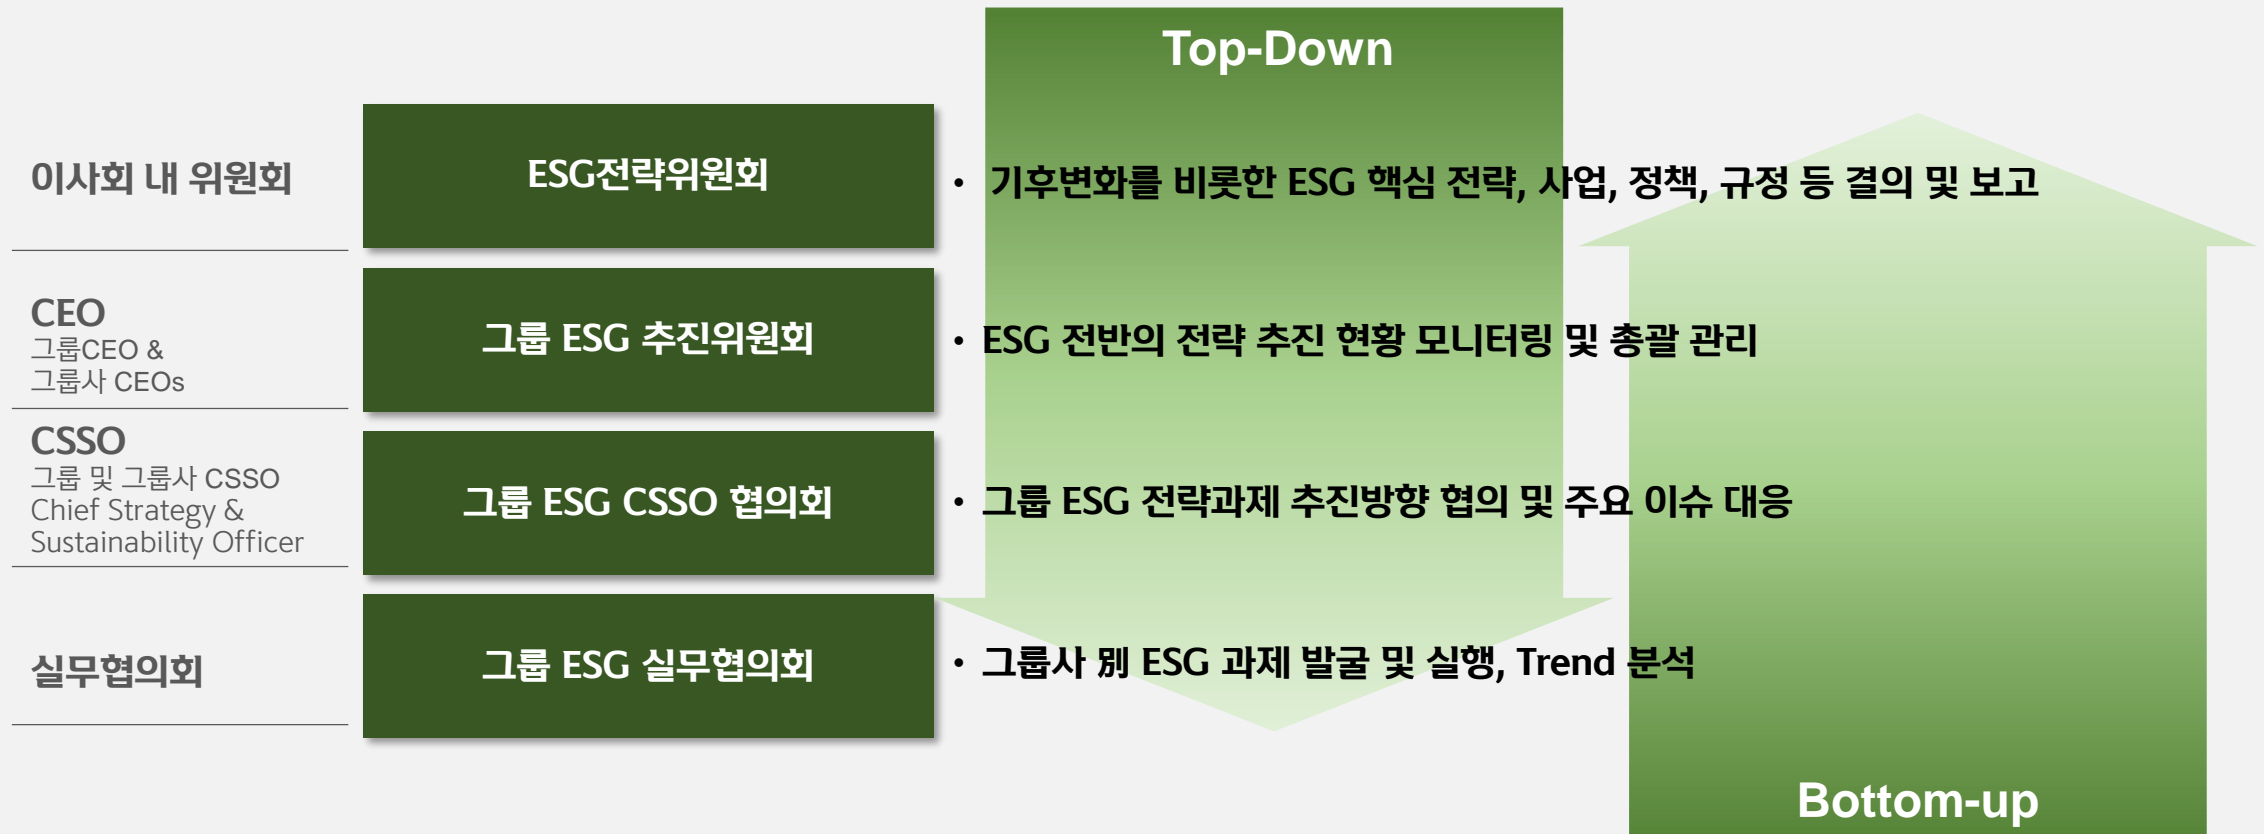 Top-Down
이사회 내 위원회
ESG전략위원회
• 기후변화를 비롯한 ESG 핵심 전략, 사업, 정책, 규정 등 결의 및 보고
CEO
그룹CEO &
그룹사 CEOs
그룹 ESG 추진위원회
• ESG 전반의 전략 추진 현황 모니터링 및 총괄 관리
CSSO
그룹 및 그룹사 CSSO
Chief Strategy &
Sustainability Officer
그룹 ESG CSSO 협의회
• 그룹 ESG 전략과제 추진방향 협의 및 주요 이슈 대응
실무협의회
그룹 ESG 실무협의회
• 그룹사 別 ESG 과제 발굴 및 실행, Trend 분석
Bottom-up